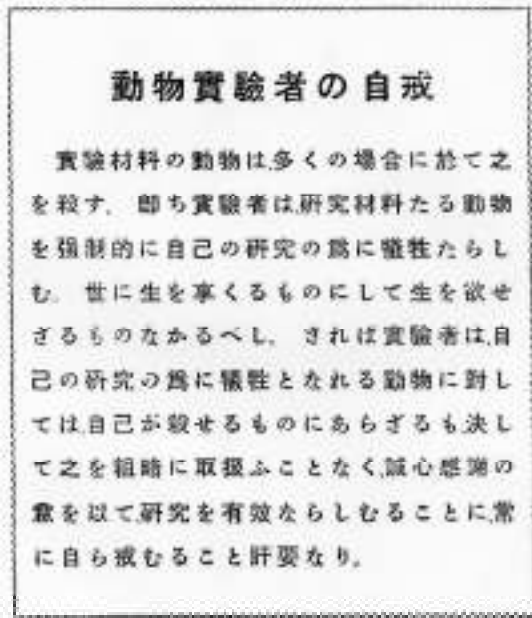 動物實驗者の自戒
實驗材料の動物は,多くの場合に於て之
を殺す. 卽ち實驗者は,研究材料たる動物
を强制的に自己の研究の爲に犧牲たらし
む. 世に生を享くるものにして生を欲せ
ざるものなかるべし. されば實驗者は,自
己の研究の爲に犧牲となれる動物に對し
ては,自己が殺せるものにあらざるも,決し
て之を粗略に取扱ふことなく,誠心感謝の
意を以て,研究を有效ならしむることに,常
に自ら戒むること肝要なり.